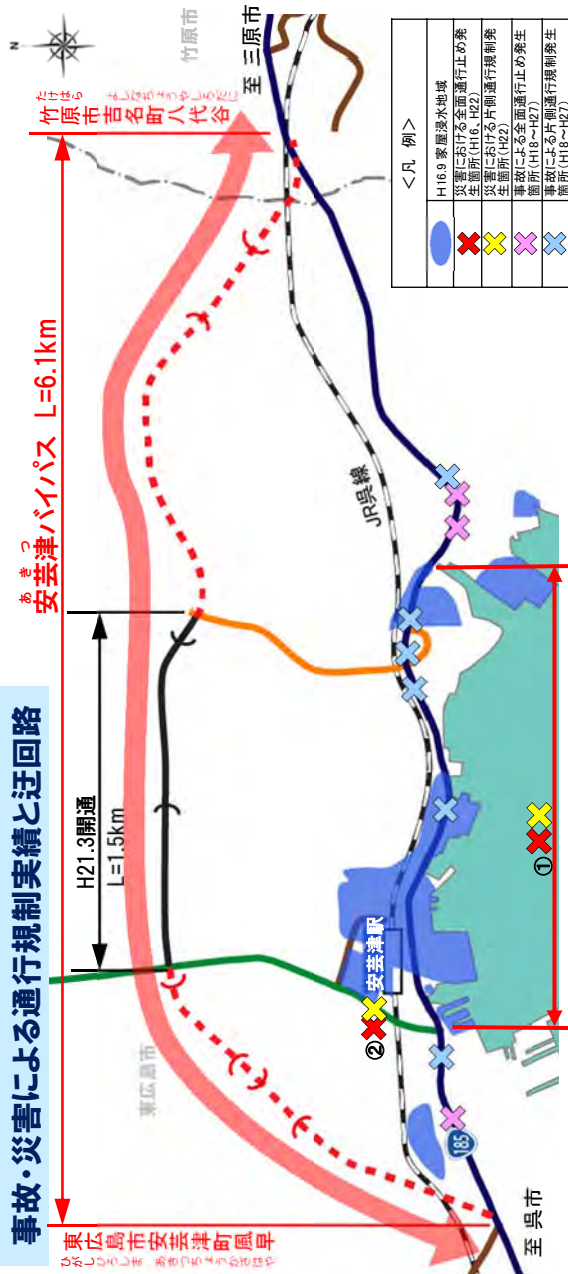 事故・災害による通行規制実績と迂回路
東広島市安芸津町風早
ひがしひろしま あきつちょうかざはや
安芸津バイパス L=6.1km
あきつ
たけはら よしなちょうやしろだに
竹原市吉名町八代谷
N
H21.3開通
L=1.5km
東広島市
竹原市
至 三原市
至 呉市
JR呉線
安芸津駅
185
①
②
<凡 例>
H16.9 家屋浸水地域
災害における全面通行止め発
生箇所(H16、H22)
災害における片側通行規制発
生箇所(H22)
事故による全面通行止め発生
箇所(H18~H27)
事故による片側通行規制発生
箇所(H18~H27)